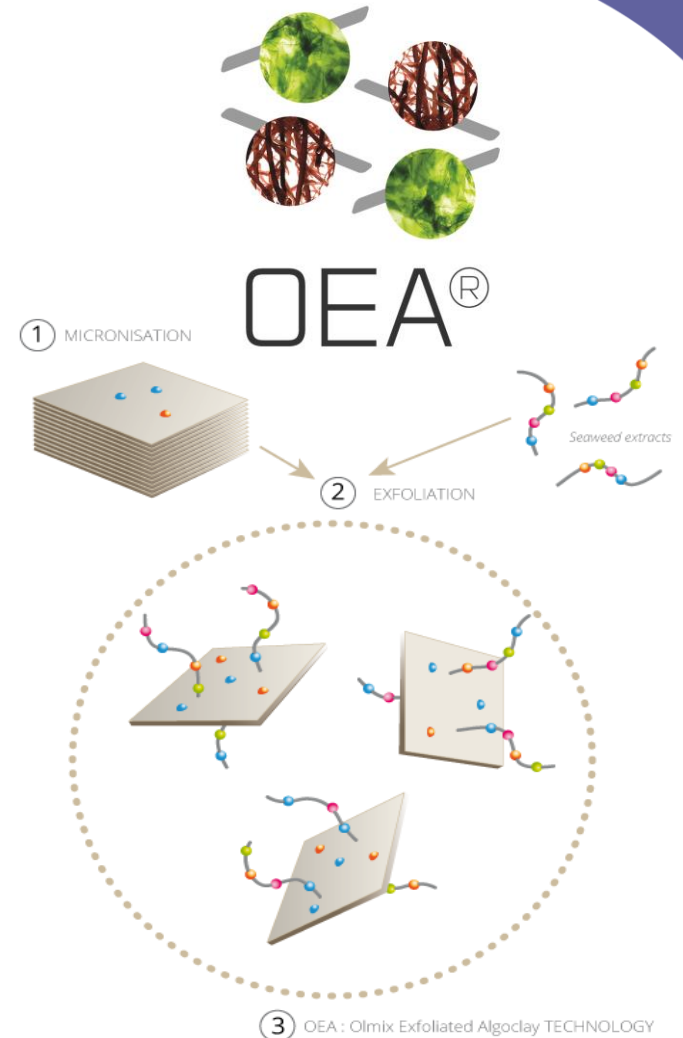 OEA®
1 MICRONISATION
Seaweed extracts
2 EXFOLIATION
3 OEA : Olmix Exfoliated Algoclay TECHNOLOGY